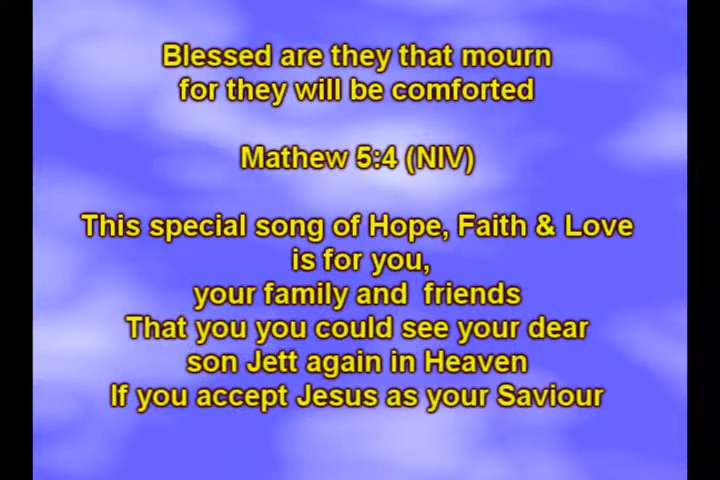 Blessed are they that mourn
for they will be comforted
Mathew 5:4 (NIV)
This special song of Hope, Faith & Love
is for you,
your family and friends
That you you could see your dear
son Jett again in Heaven
If you accept Jesus as your Saviour